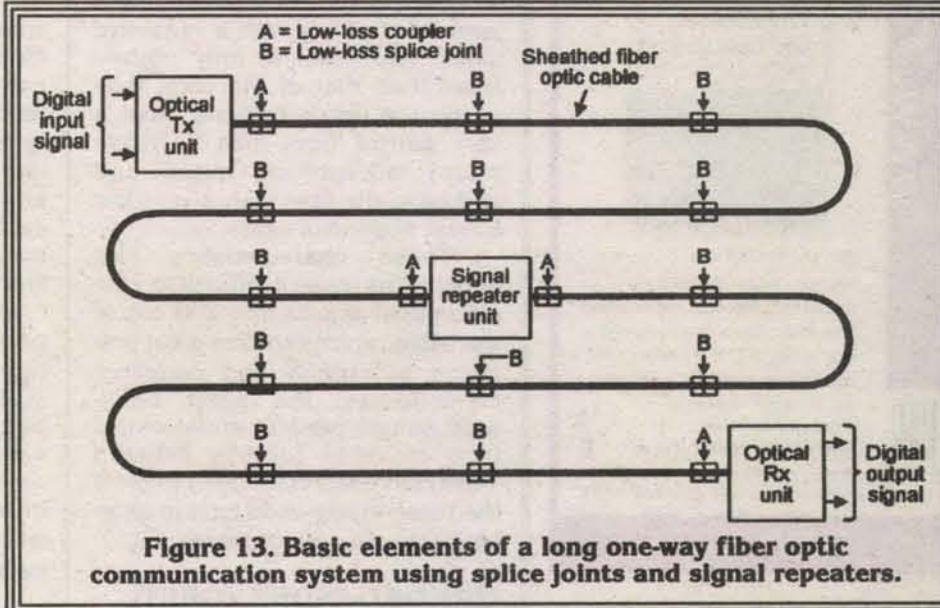 A = Low-loss coupler
B = Low-loss splice joint
Sheathed fiber
optic cable
Digital
input
signal
Optical
Tx
unit
A
B
B
B
B
B
B
A
Signal
repeater
unit
A
B
B
B
B
B
B
A
Optical
Rx
unit
Digital
output
signal
Figure 13. Basic elements of a long one-way fiber optic
communication system using splice joints and signal repeaters.